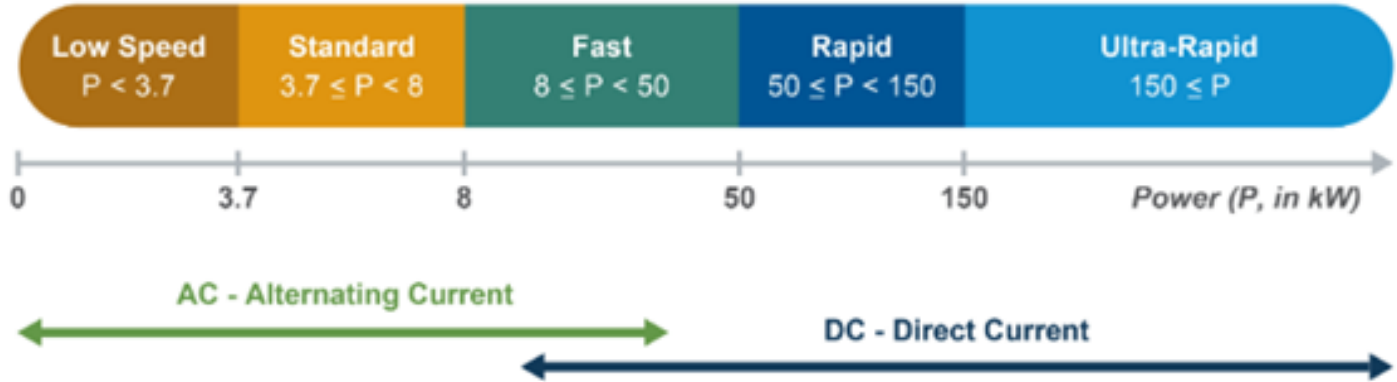 Low Speed Standard Fast Rapid Ultra-Rapid
P < 3.7 3.7 ≤ P < 8 8 ≤ P < 50 50 ≤ P < 150 150 ≤ P
0 3.7 8 50 150 Power (P, in kW)
AC - Alternating Current
DC - Direct Current